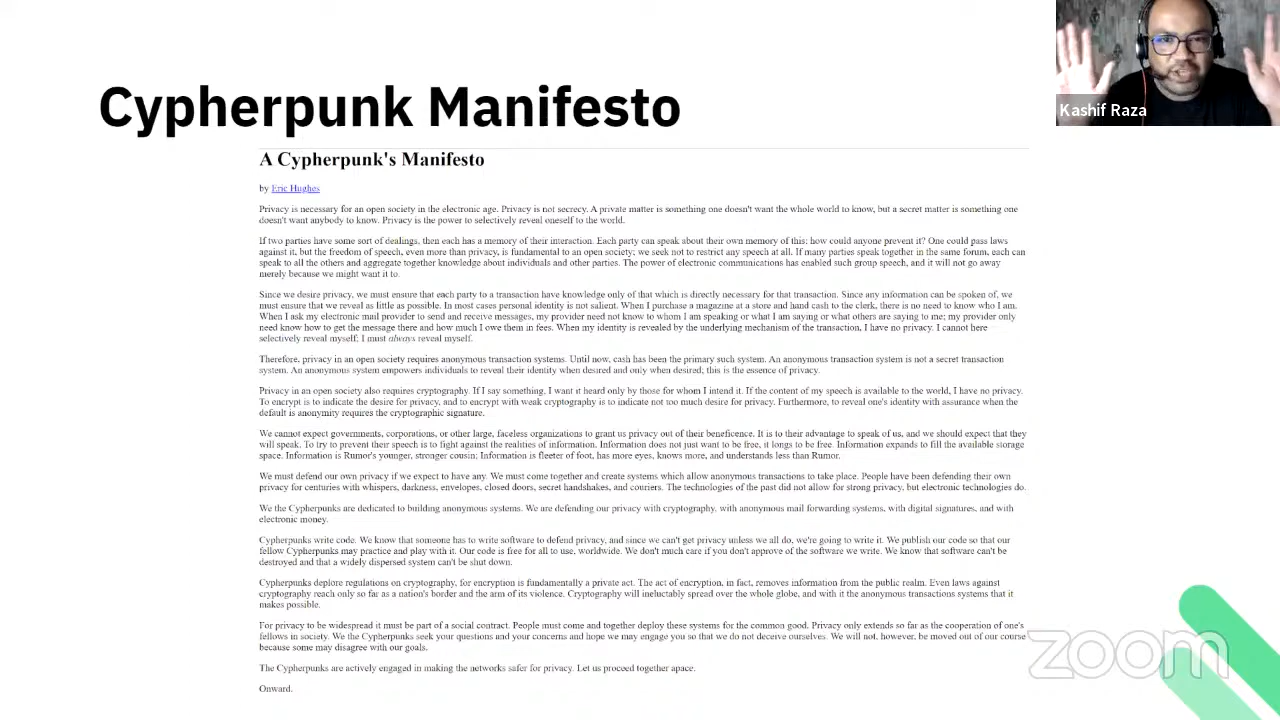 Kashif Raza
Cypherpunk Manifesto
A Cypherpunk's Manifesto
by Eric Hughes
Privacy is necessary for an open society in the electronic age. Privacy is not secrecy. A private matter is something one doesn't want the whole world to know, but a secret matter is something one
doesn't want anybody to know. Privacy is the power to selectively reveal oneself to the world.
If two parties have some sort of dealings, then each has a memory of their interaction. Each party can speak about their own memory of this; how could anyone prevent it? One could pass laws
against it, but the freedom of speech, even more than privacy, is fundamental to an open society; we seek not to restrict any speech at all. If many parties speak together in the same forum, each can
speak to all the others and aggregate together knowledge about individuals and other parties. The power of electronic communications has enabled such group speech, and it will not go away
merely because we might want it to.
Since we desire privacy, we must ensure that each party to a transaction have knowledge only of that which is directly necessary for that transaction. Since any information can be spoken of, we
must ensure that we reveal as little as possible. In most cases personal identity is not salient. When I purchase a magazine at a store and hand cash to the clerk, there is no need to know who I am.
When I ask my electronic mail provider to send and receive messages, my provider need not know to whom I am speaking or what I am saying or what others are saying to me; my provider only
need know how to get the message there and how much I owe them in fees. When my identity is revealed by the underlying mechanism of the transaction, I have no privacy. I cannot here
selectively reveal myself; I must always reveal myself.
Therefore, privacy in an open society requires anonymous transaction systems. Until now, cash has been the primary such system. An anonymous transaction system is not a secret transaction
system. An anonymous system empowers individuals to reveal their identity when desired and only when desired; this is the essence of privacy.
Privacy in an open society also requires cryptography. If I say something, I want it heard only by those for whom I intend it. If the content of my speech is available to the world, I have no privacy.
To encrypt is to indicate the desire for privacy, and to encrypt with weak cryptography is to indicate not too much desire for privacy. Furthermore, to reveal one's identity with assurance when the
default is anonymity requires the cryptographic signature.
We cannot expect governments, corporations, or other large, faceless organizations to grant us privacy out of their beneficence. It is to their advantage to speak of us, and we should expect that they
will speak. To try to prevent their speech is to fight against the realities of information. Information does not just want to be free, it longs to be free. Information expands to fill the available storage
space. Information is Rumor's younger, stronger cousin; Information is fleeter of foot, has more eyes, knows more, and understands less than Rumor.
We must defend our own privacy if we expect to have any. We must come together and create systems which allow anonymous transactions to take place. People have been defending their own
privacy for centuries with whispers, darkness, envelopes, closed doors, secret handshakes, and couriers. The technologies of the past did not allow for strong privacy, but electronic technologies do.
We the Cypherpunks are dedicated to building anonymous systems. We are defending our privacy with cryptography, with anonymous mail forwarding systems, with digital signatures, and with
electronic money.
Cypherpunks write code. We know that someone has to write software to defend privacy, and since we can't get privacy unless we all do, we're going to write it. We publish our code so that our
fellow Cypherpunks may practice and play with it. Our code is free for all to use, worldwide. We don't much care if you don't approve of the software we write. We know that software can't be
destroyed and that a widely dispersed system can't be shut down.
Cypherpunks deplore regulations on cryptography, for encryption is fundamentally a private act. The act of encryption, in fact, removes information from the public realm. Even laws against
cryptography reach only so far as a nation's border and the arm of its violence. Cryptography will ineluctably spread over the whole globe, and with it the anonymous transactions systems that it
makes possible.
For privacy to be widespread it must be part of a social contract. People must come and together deploy these systems for the common good. Privacy only extends so far as the cooperation of one's
fellows in society. We the Cypherpunks seek your questions and your concerns and hope we may engage you so that we do not deceive ourselves. We will not, however, be moved out of our course
because some may disagree with our goals.
The Cypherpunks are actively engaged in making the networks safer for privacy. Let us proceed together apace.
Onward.
zoom